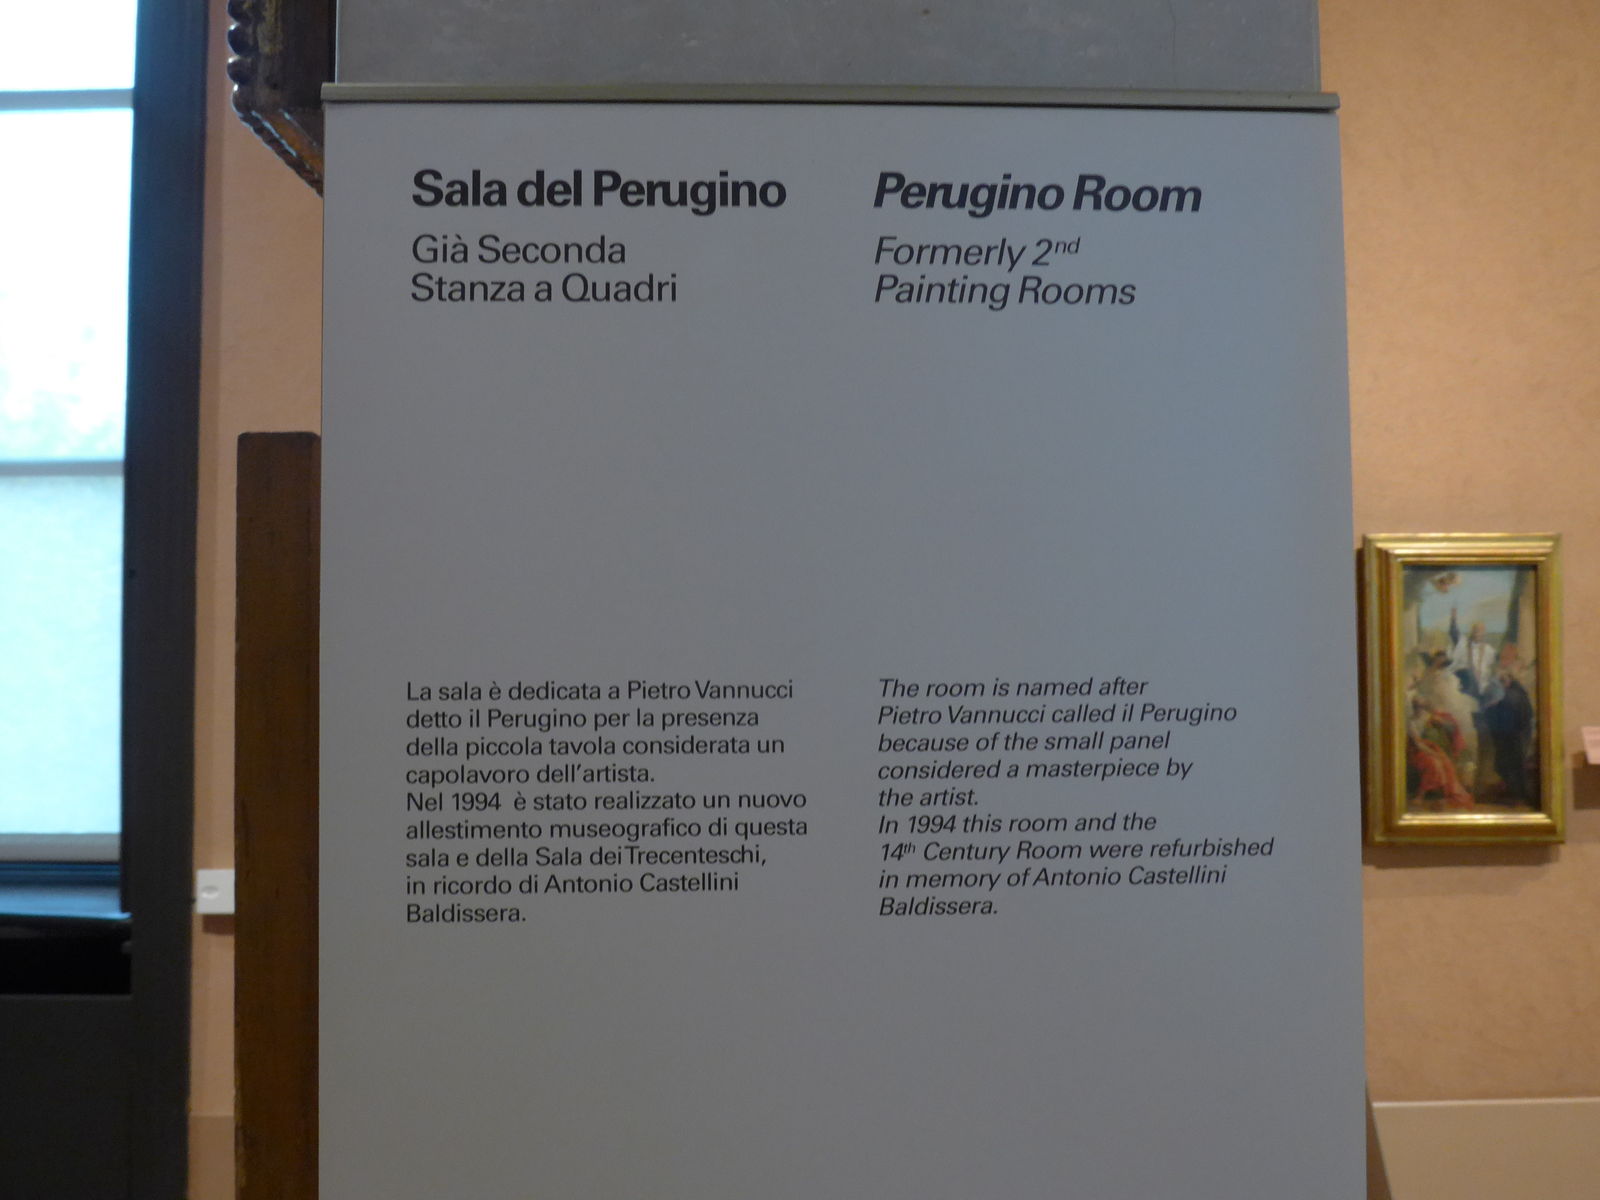 Sala del Perugino
Già Seconda
Stanza a Quadri
La sala è dedicata a Pietro Vannucci
detto il Perugino per la presenza
della piccola tavola considerata un
capolavoro dell'artista.
Nel 1994 è stato realizzato un nuovo
allestimento museografico di questa
sala e della Sala dei Trecenteschi,
in ricordo di Antonio Castellini
Baldissera.
Perugino Room
Formerly 2nd
Painting Rooms
The room is named after
Pietro Vannucci called il Perugino
because of the small panel
considered a masterpiece by
the artist.
In 1994 this room and the
14th Century Room were refurbished
in memory of Antonio Castellini
Baldissera.